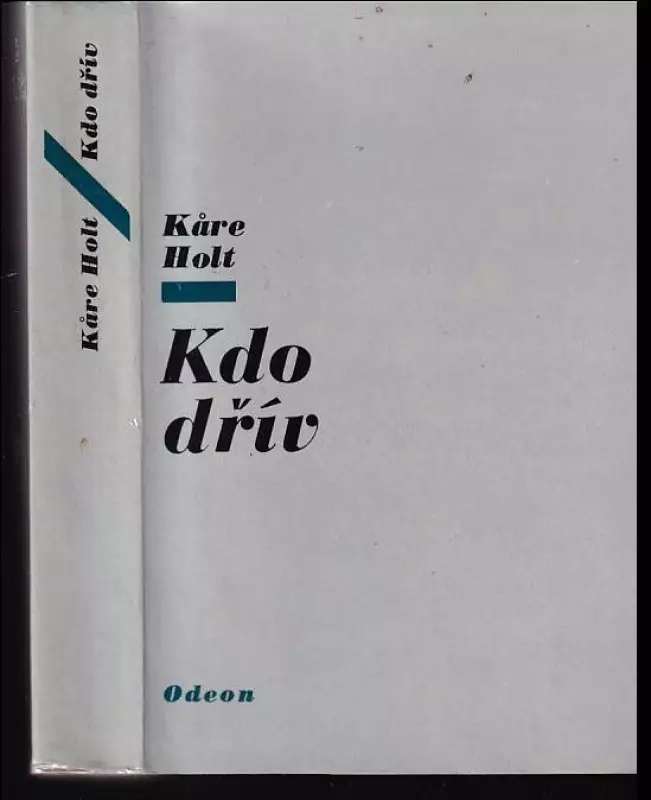 Kåre Holt / Kdo dřív
Kåre
Holt
Kdo
dřív
Odeon